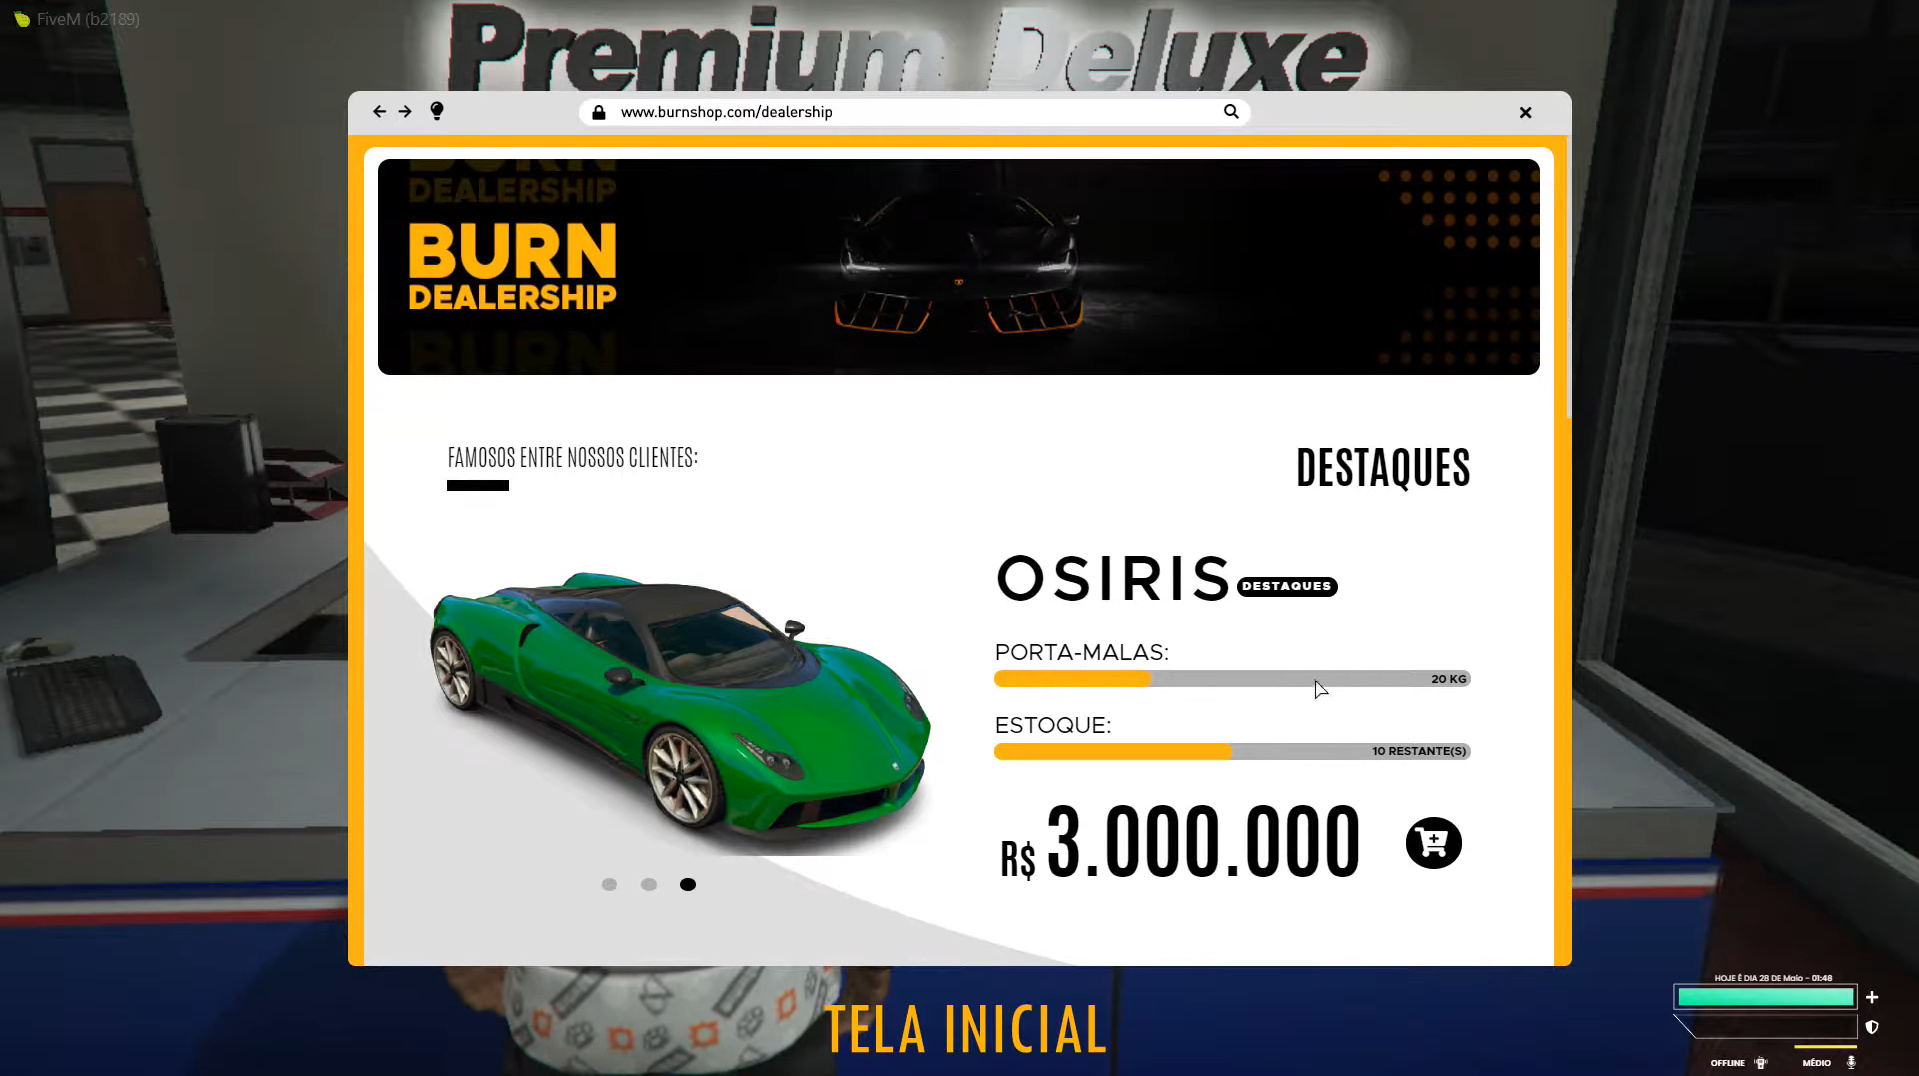 FiveM (b2189)
Premium Deluxe
www.burnshop.com/dealership
BURN
DEALERSHIP
BURN
DEALERSHIP
BURN
FAMOSOS ENTRE NOSSOS CLIENTES:
DESTAQUES
OSIRIS DESTAQUES
PORTA-MALAS:
20 KG
ESTOQUE:
10 RESTANTE(S)
R$ 3.000.000
TELA INICIAL
HOJE É DIA 28 DE Maio - 01:48
OFFLINE MÉDIO